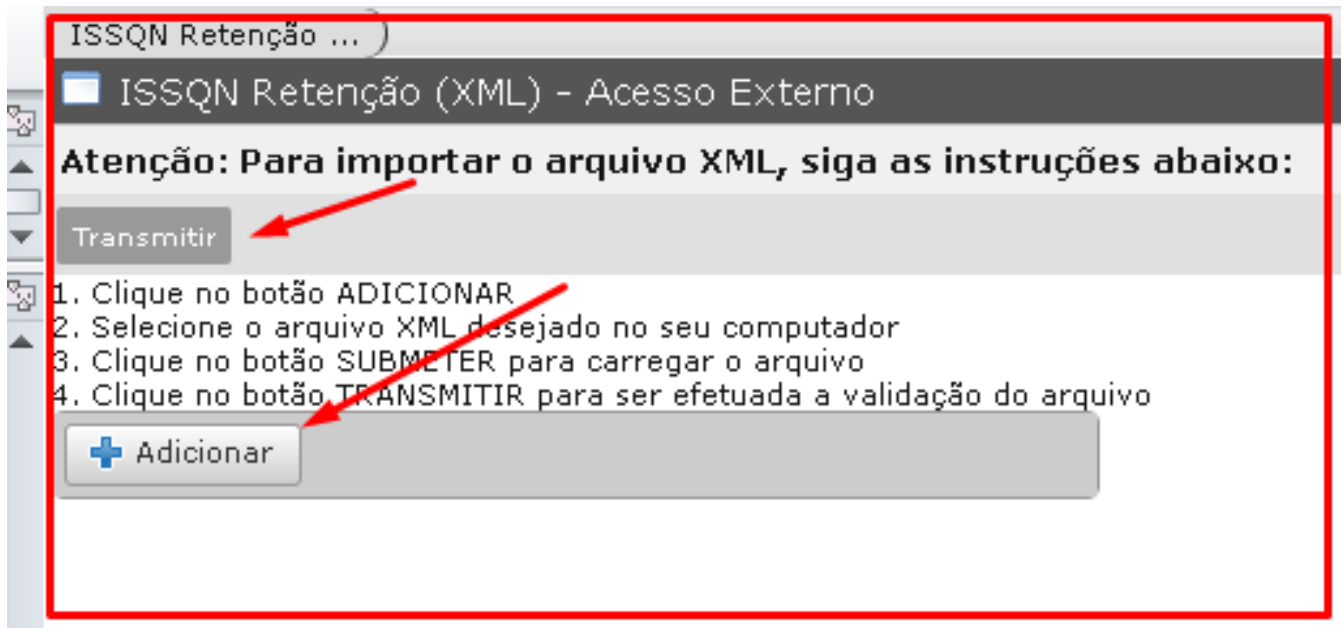 ISSQN Retenção ...
ISSQN Retenção (XML) - Acesso Externo
Atenção: Para importar o arquivo XML, siga as instruções abaixo:
Transmitir
1. Clique no botão ADICIONAR
2. Selecione o arquivo XML desejado no seu computador
3. Clique no botão SUBMETER para carregar o arquivo
4. Clique no botão TRANSMITIR para ser efetuada a validação do arquivo
Adicionar